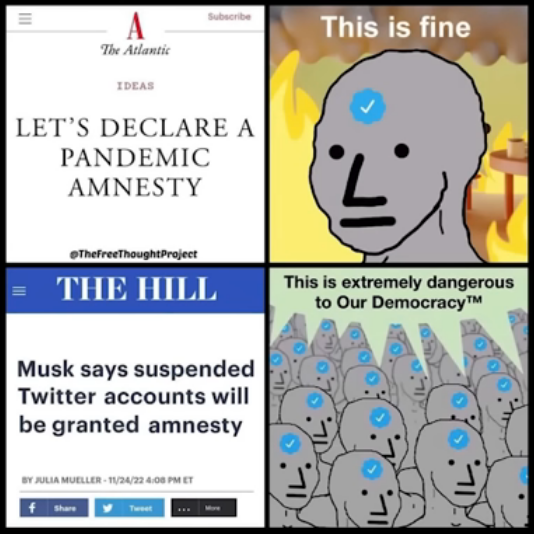 Subscribe
A
The Atlantic
IDEAS
LET'S DECLARE A
PANDEMIC
AMNESTY
@TheFreeThoughtProject
This is fine
THE HILL
Musk says suspended
Twitter accounts will
be granted amnesty
BY JULIA MUELLER - 11/24/22 4:08 PM ET
f Share
Tweet
... More
This is extremely dangerous
to Our Democracy™